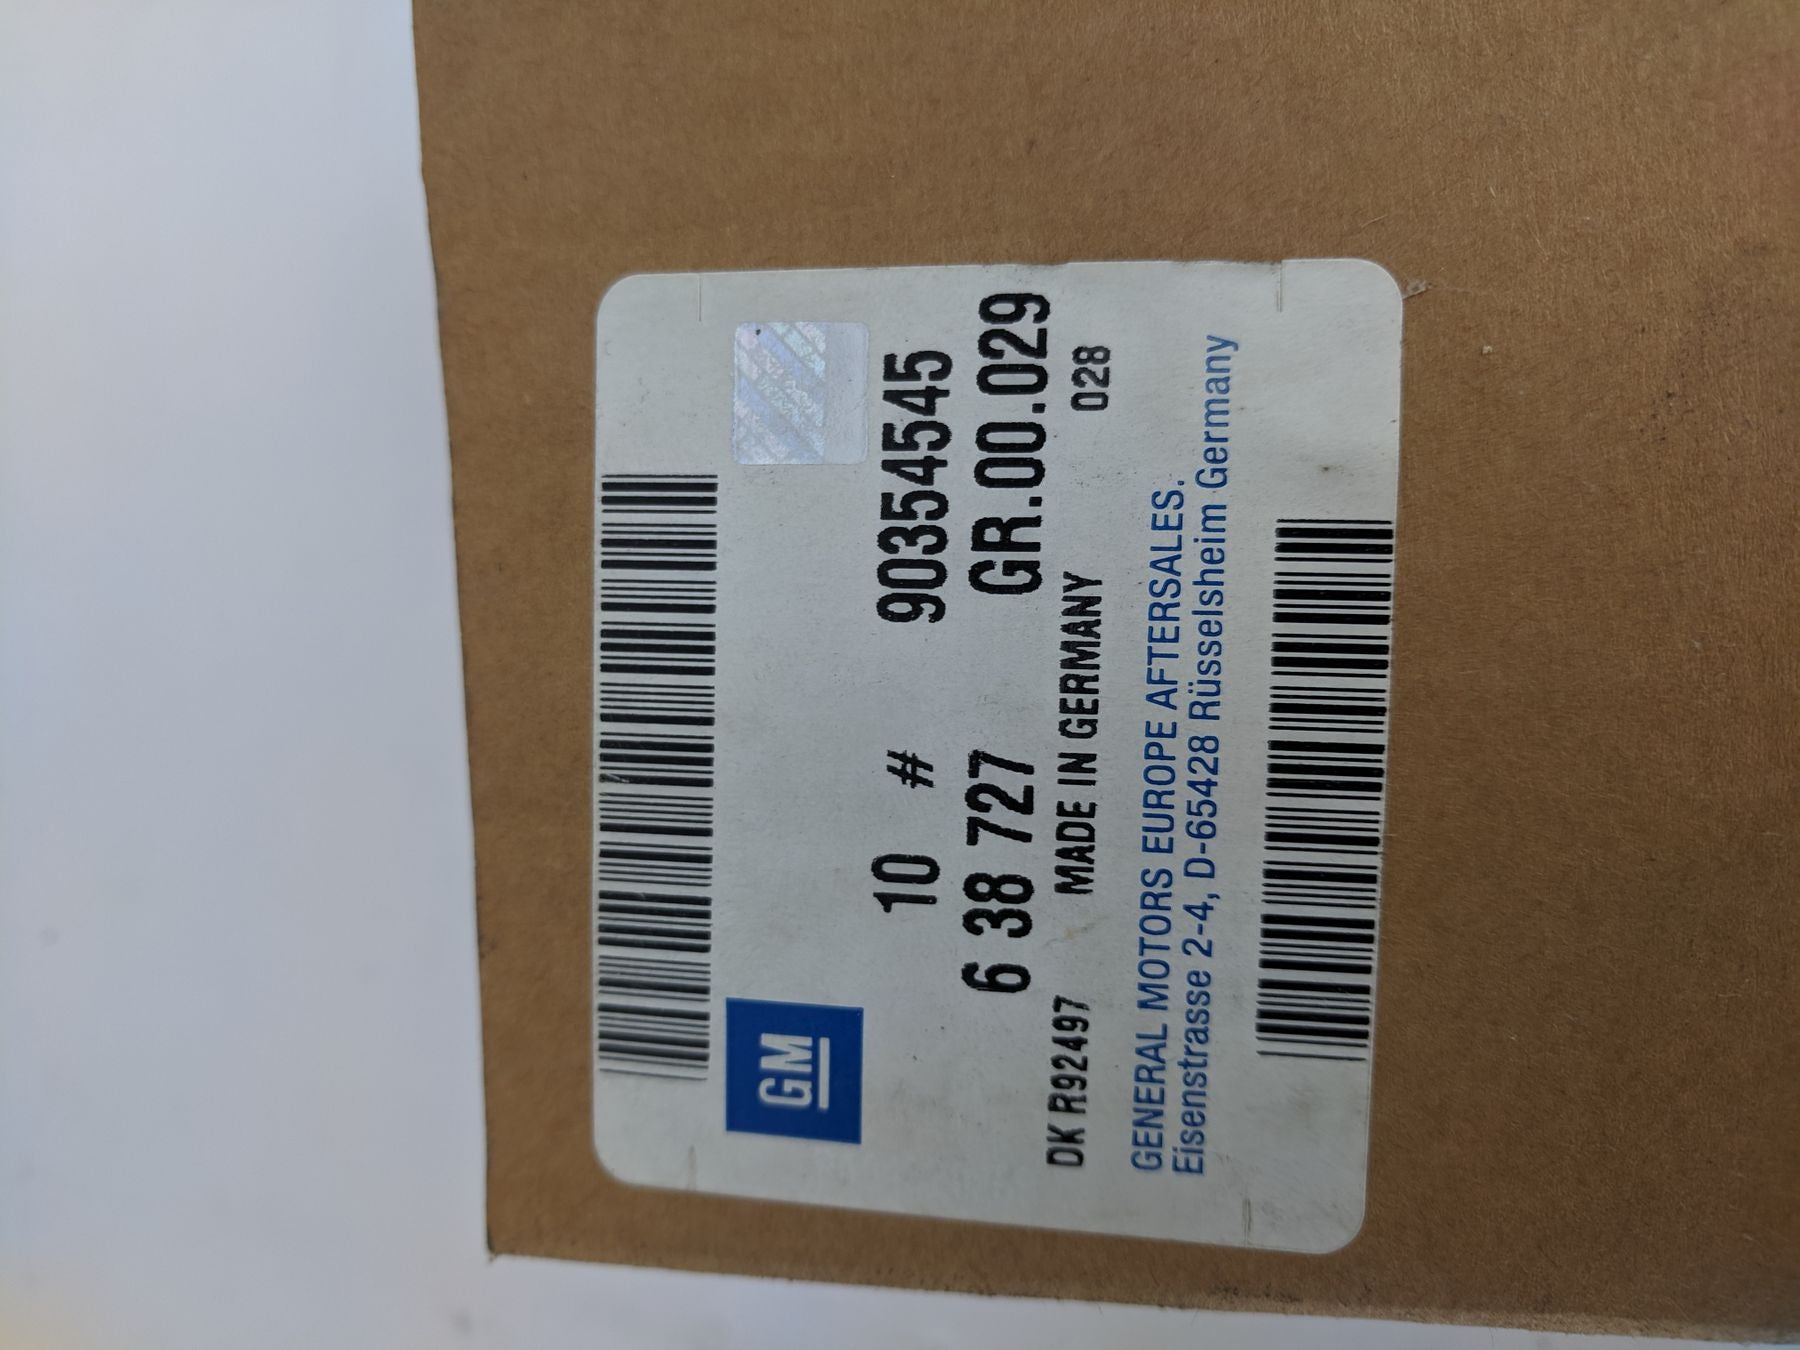 GM
10 # 90354545
6 38 727 GR.00.029
DK R92497 MADE IN GERMANY 028
GENERAL MOTORS EUROPE AFTERSALES.
Eisenstrasse 2-4, D-65428 Rüsselsheim Germany